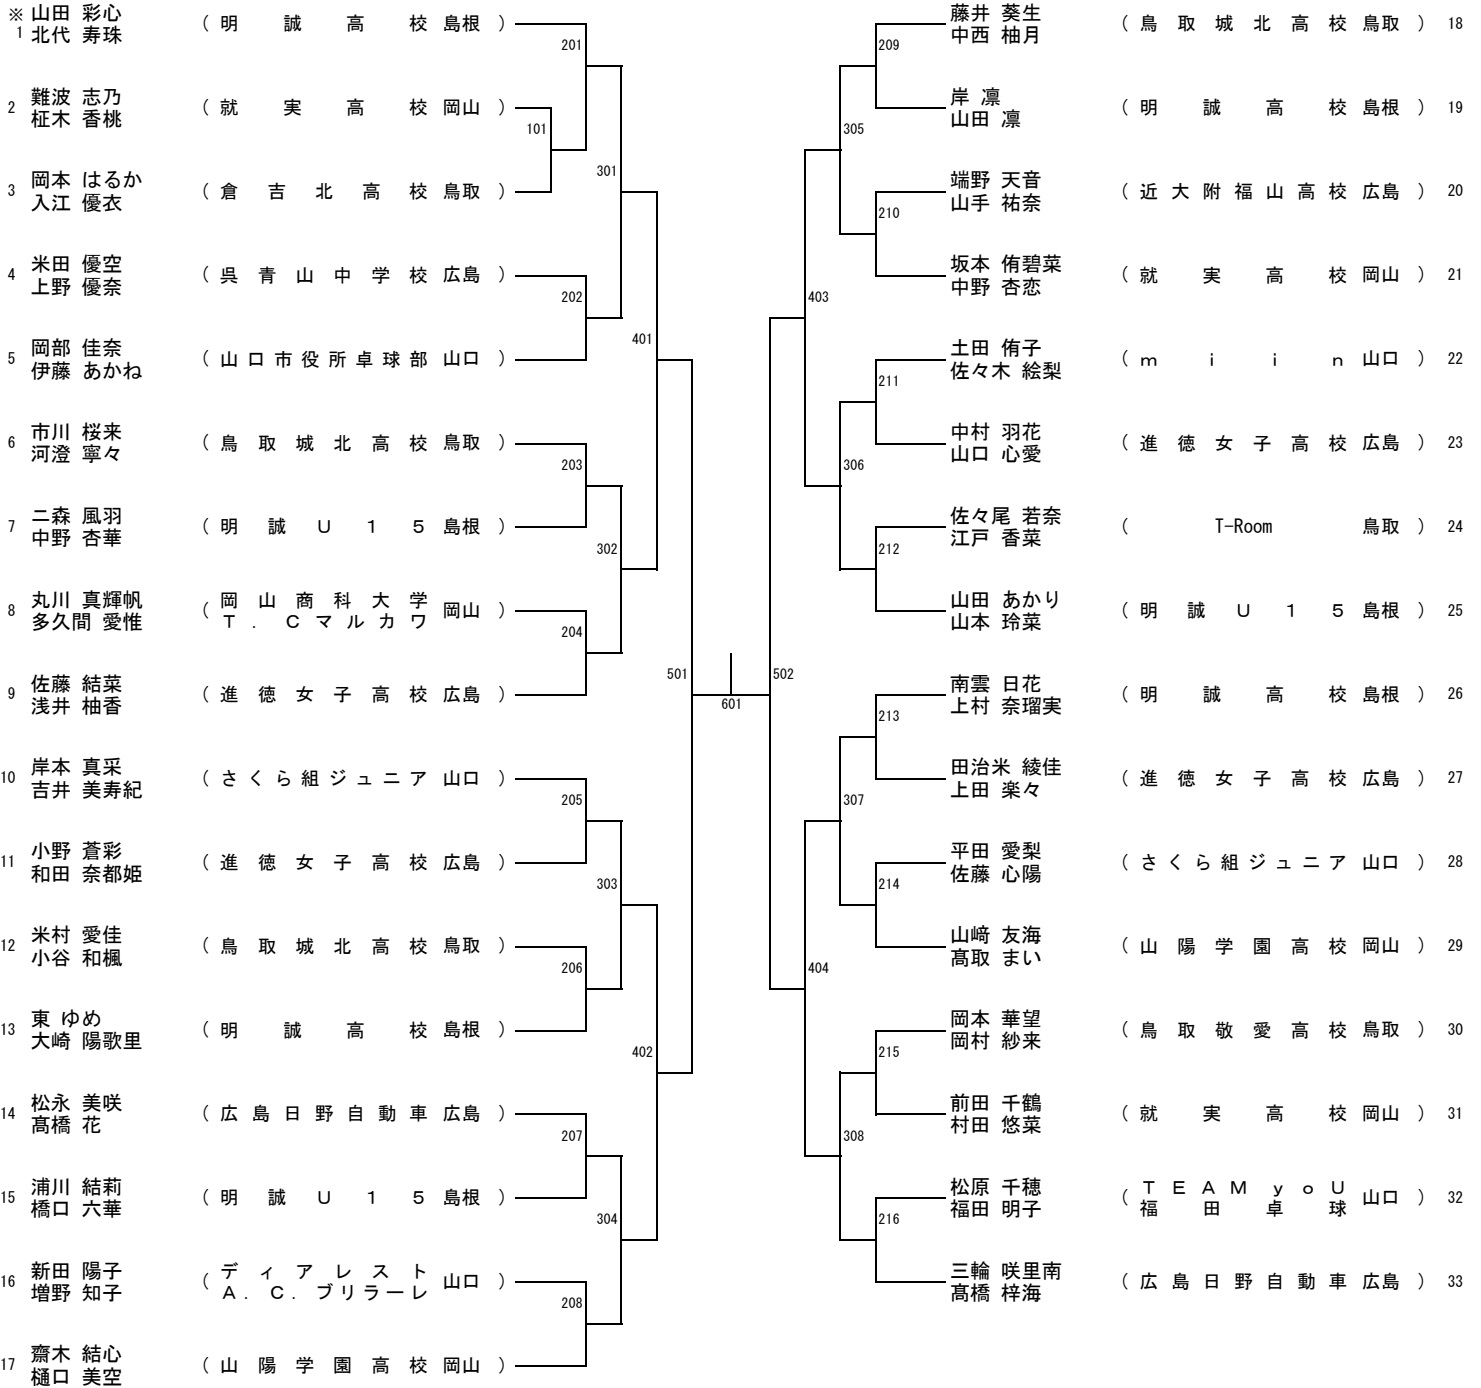 ※ 山田 彩心
1 北代 寿珠 （明誠高校 島根）
2 難波 志乃 柾木 香桃 （就実高校 岡山）
3 岡本 はるか 入江 優衣 （倉吉北高校 鳥取）
4 米田 優空 上野 優奈 （呉青山中学校 広島）
5 岡部 佳奈 伊藤 あかね （山口市役所卓球部 山口）
6 市川 桜来 河澄 寧々 （鳥取城北高校 鳥取）
7 二森 風羽 中野 杏華 （明誠Ｕ１５ 島根）
8 丸川 真輝帆 多久間 愛惟 （岡山商科大学 Ｔ．Ｃマルカワ 岡山）
9 佐藤 結菜 浅井 柚香 （進徳女子高校 広島）
10 岸本 真采 吉井 美寿紀 （さくら組ジュニア 山口）
11 小野 蒼彩 和田 奈都姫 （進徳女子高校 広島）
12 米村 愛佳 小谷 和楓 （鳥取城北高校 鳥取）
13 東 ゆめ 大崎 陽歌里 （明誠高校 島根）
14 松永 美咲 髙橋 花 （広島日野自動車 広島）
15 浦川 結莉 橋口 六華 （明誠Ｕ１５ 島根）
16 新田 陽子 増野 知子 （ディアレスト Ａ．Ｃ．ブリラーレ 山口）
17 齋木 結心 樋口 美空 （山陽学園高校 岡山）
101
201
202
203
204
205
206
207
208
301
302
303
304
401
402
501
601
502
403
404
305
306
307
308
209
210
211
212
213
214
215
216
藤井 葵生 中西 柚月 （鳥取城北高校 鳥取） 18
岸 凛 山田 凛 （明誠高校 島根） 19
端野 天音 山手 祐奈 （近大附福山高校 広島） 20
坂本 侑碧菜 中野 杏恋 （就実高校 岡山） 21
土田 侑子 佐々木 絵梨 （ｍｉｉｎ 山口） 22
中村 羽花 山口 心愛 （進徳女子高校 広島） 23
佐々尾 若奈 江戸 香菜 （T-Room 鳥取） 24
山田 あかり 山本 玲菜 （明誠Ｕ１５ 島根） 25
南雲 日花 上村 奈瑠実 （明誠高校 島根） 26
田治米 綾佳 上田 楽々 （進徳女子高校 広島） 27
平田 愛梨 佐藤 心陽 （さくら組ジュニア 山口） 28
山﨑 友海 髙取 まい （山陽学園高校 岡山） 29
岡本 華望 岡村 紗来 （鳥取敬愛高校 鳥取） 30
前田 千鶴 村田 悠菜 （就実高校 岡山） 31
松原 千穂 福田 明子 （ＴＥＡＭｙｏＵ 福田卓球 山口） 32
三輪 咲里南 髙橋 梓海 （広島日野自動車 広島） 33